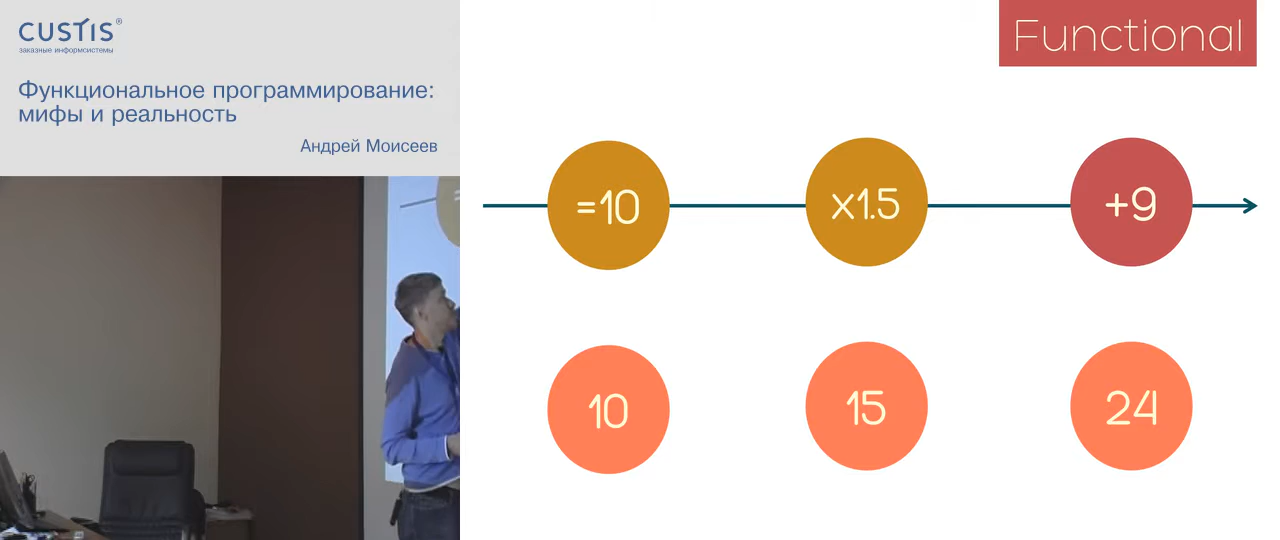 CUSTIS®
заказные информсистемы
Функциональное программирование:
мифы и реальность
Андрей Моисеев
Functional
=10
x1.5
+9
10
15
24